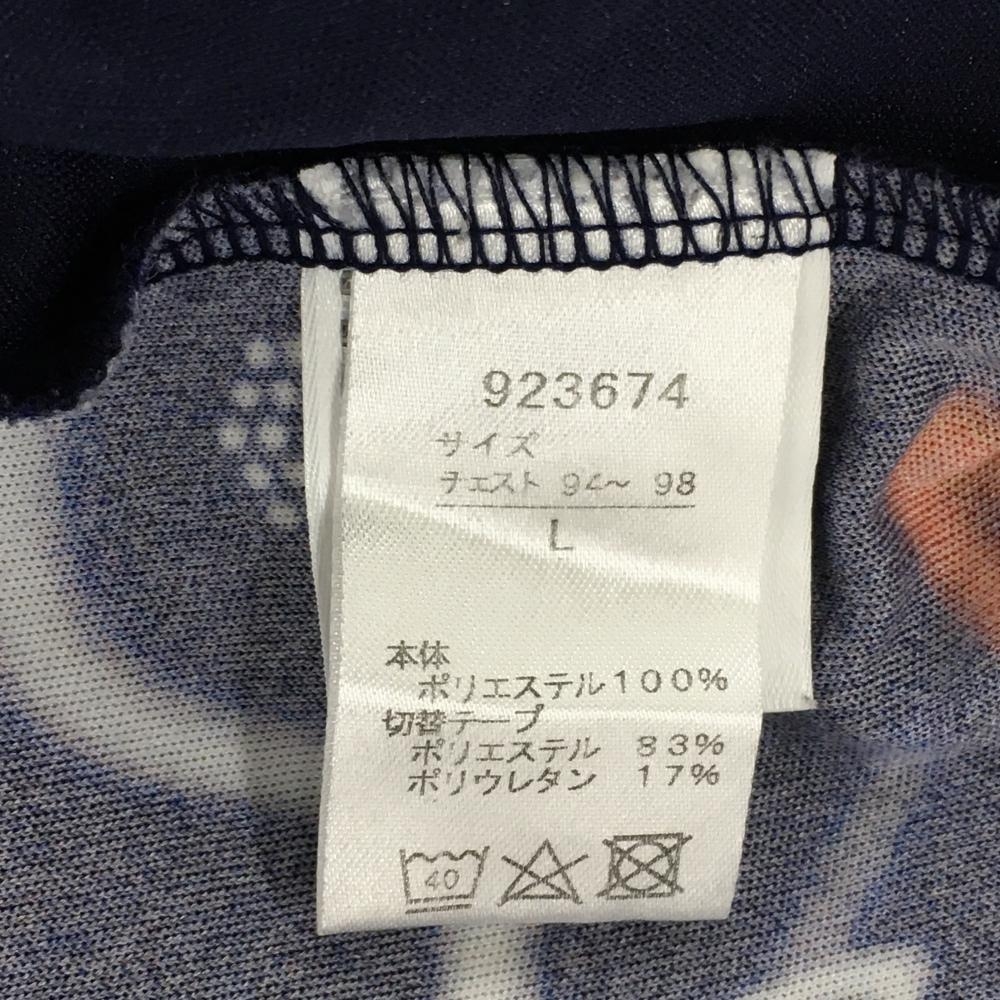 923674
サイズ
チェスト 94~ 98
L
本体
ポリエステル100%
切替テープ
ポリエステル 83%
ポリウレタン 17%
40